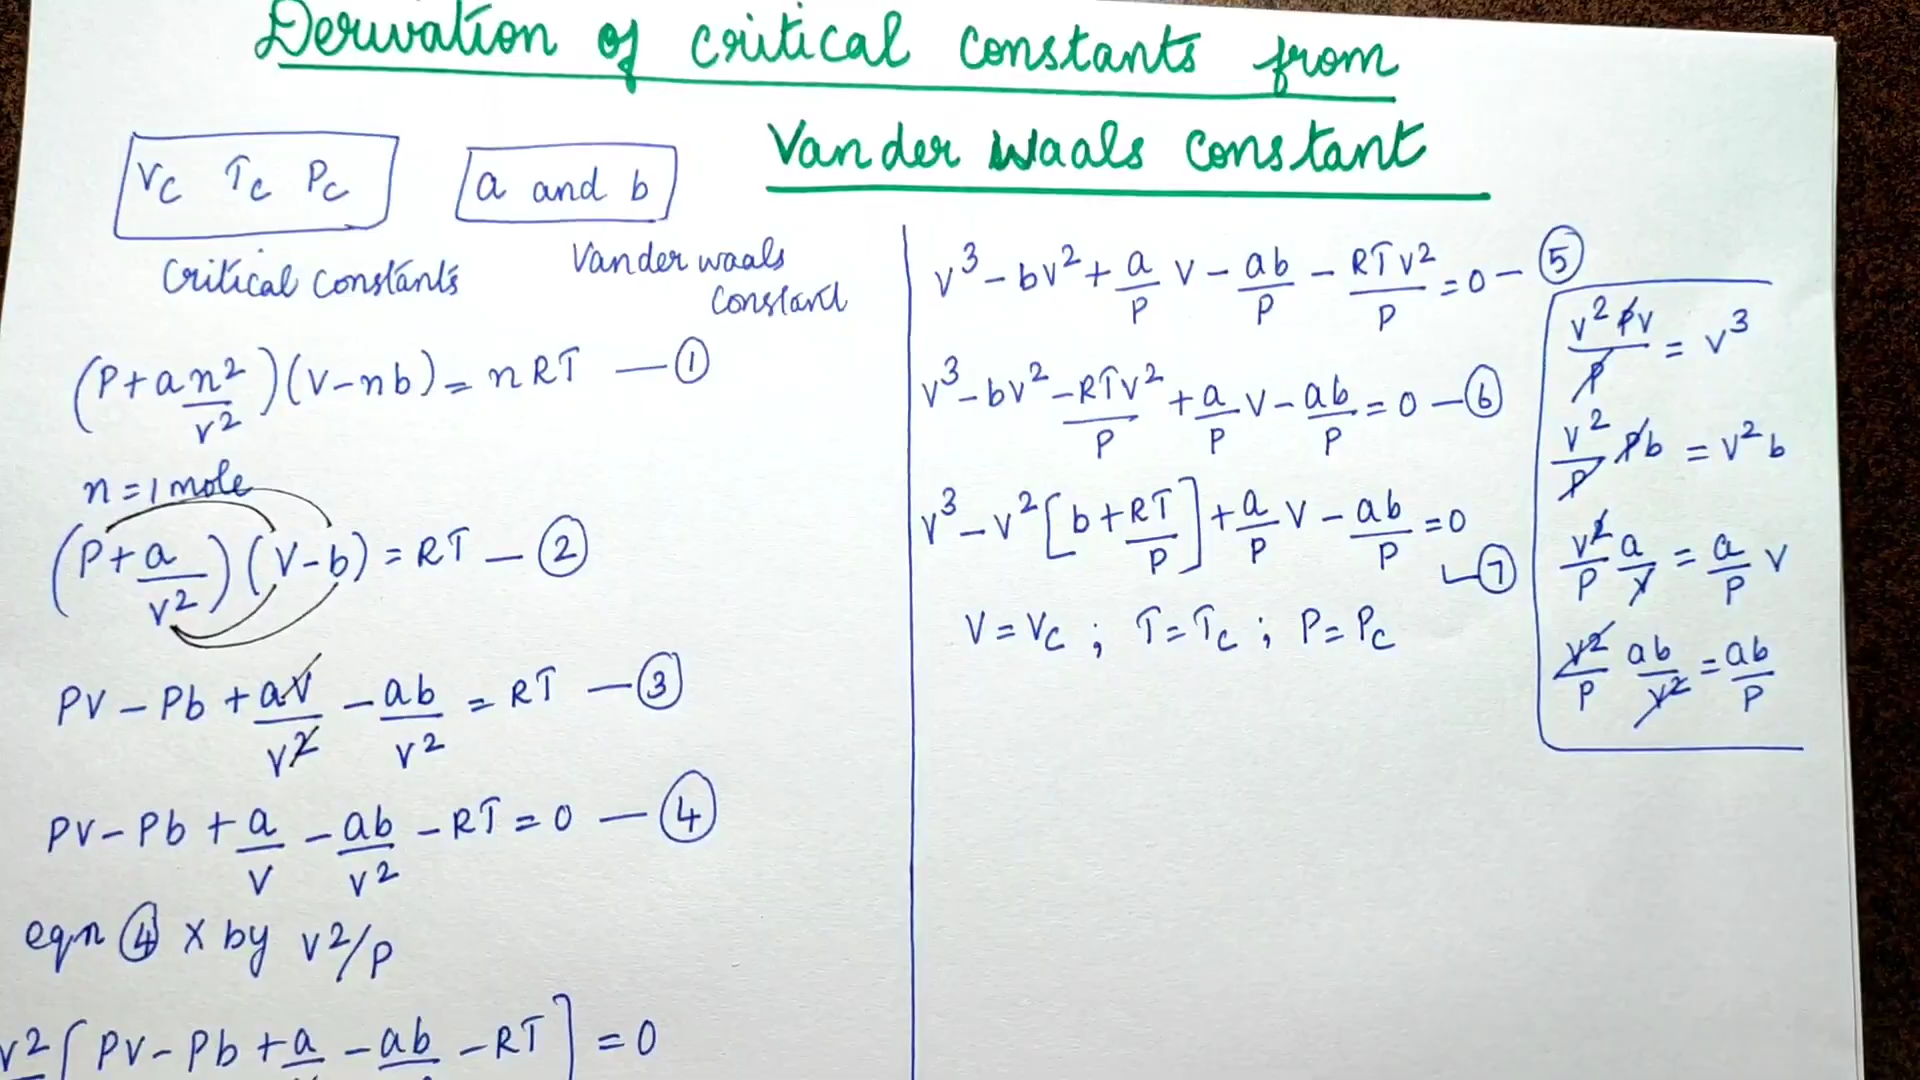 Derivation of critical constants from
Vander waals constant
Vc Tc Pc
a and b
Critical constants
Vander waals
constant
(P+an²/v²)(V-nb)=nRT —①
n=1mole
(P+a/v²)(V-b)=RT —②
PV-Pb+av/v²-ab/v²=RT —③
PV-Pb+a/v-ab/v²-RT=0 —④
eqn ④ x by v²/p
v²[PV-Pb+a-ab-RT]=0
v³-bv²+a/p v-ab/p-RTv²/p=0 —⑤
v³-bv²-RTv²/p+a/p v-ab/p=0 —⑥
v³-v²[b+RT/p]+a/p v-ab/p=0
⑦
V=Vc ; T=Tc ; P=Pc
v²pv/p=v³
v²/p pb=v²b
v²/p a/v=a/p v
v²/p ab/v²=ab/p